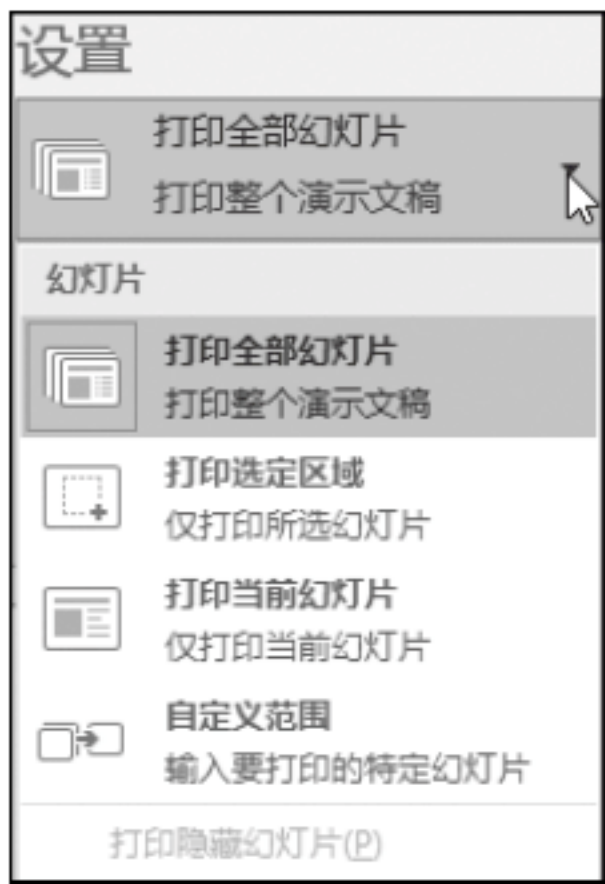 设置
打印全部幻灯片
打印整个演示文稿
幻灯片
打印全部幻灯片
打印整个演示文稿
打印选定区域
仅打印所选幻灯片
打印当前幻灯片
仅打印当前幻灯片
自定义范围
输入要打印的特定幻灯片
打印隐藏幻灯片(P)